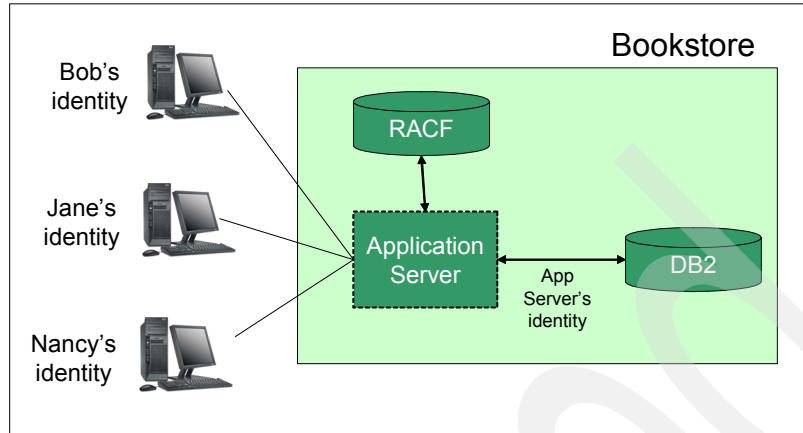 Bookstore
Bob's
identity
RACF
Jane's
identity
Application
Server
App
Server's
identity
DB2
Nancy's
identity